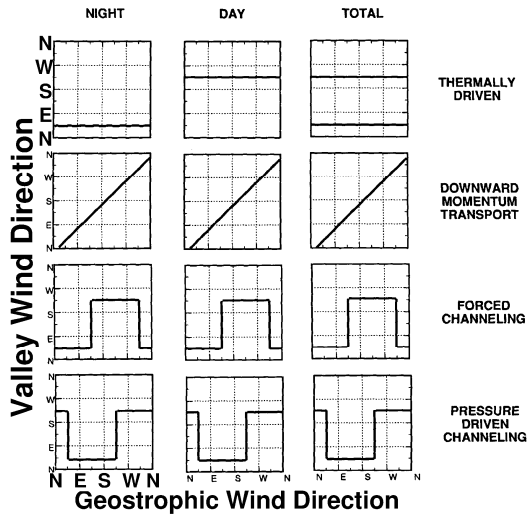 NIGHT DAY TOTAL
N
W
S
E
N
THERMALLY
DRIVEN
N
W
S
E
N
DOWNWARD
MOMENTUM
TRANSPORT
N
W
S
E
N
FORCED
CHANNELING
N
W
S
E
N
PRESSURE
DRIVEN
CHANNELING
Valley Wind Direction
N E S W N N E S W N N E S W N
Geostrophic Wind Direction